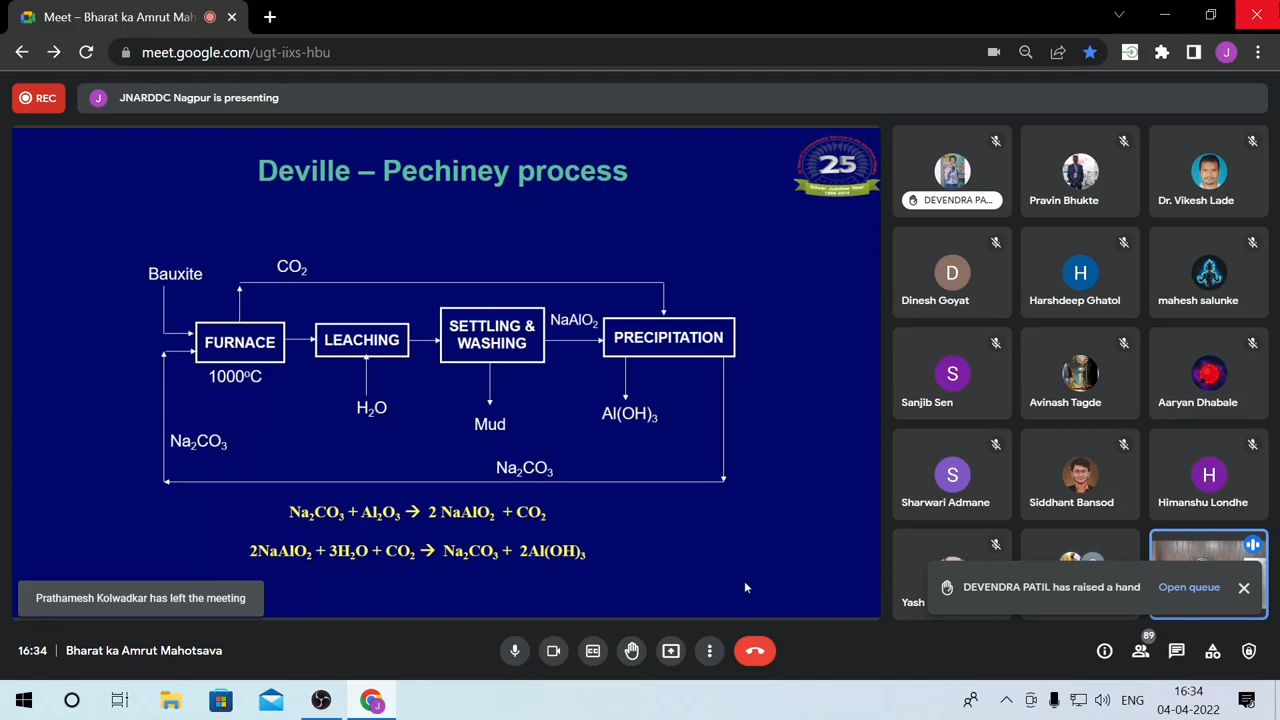 Meet – Bharat ka Amrut Mah
meet.google.com/ugt-iixs-hbu
J
REC
J
JNARDDC Nagpur is presenting
Deville – Pechiney process
25
Bauxite
CO₂
FURNACE
LEACHING
SETTLING &
WASHING
NaAlO₂
PRECIPITATION
1000°C
H₂O
Mud
Al(OH)₃
Na₂CO₃
Na₂CO₃
Na₂CO₃ + Al₂O₃ → 2 NaAlO₂ + CO₂
2NaAlO₂ + 3H₂O + CO₂ → Na₂CO₃ + 2Al(OH)₃
Prathamesh Kolwadkar has left the meeting
DEVENDRA PA...
Pravin Bhukte
Dr. Vikesh Lade
D
Dinesh Goyat
H
Harshdeep Ghatol
mahesh salunke
S
Sanjib Sen
Avinash Tagde
Aaryan Dhabale
S
Sharwari Admane
Siddhant Bansod
H
Himanshu Londhe
Yash
DEVENDRA PATIL has raised a hand
Open queue
16:34
Bharat ka Amrut Mahotsava
89
ENG
16:34
04-04-2022